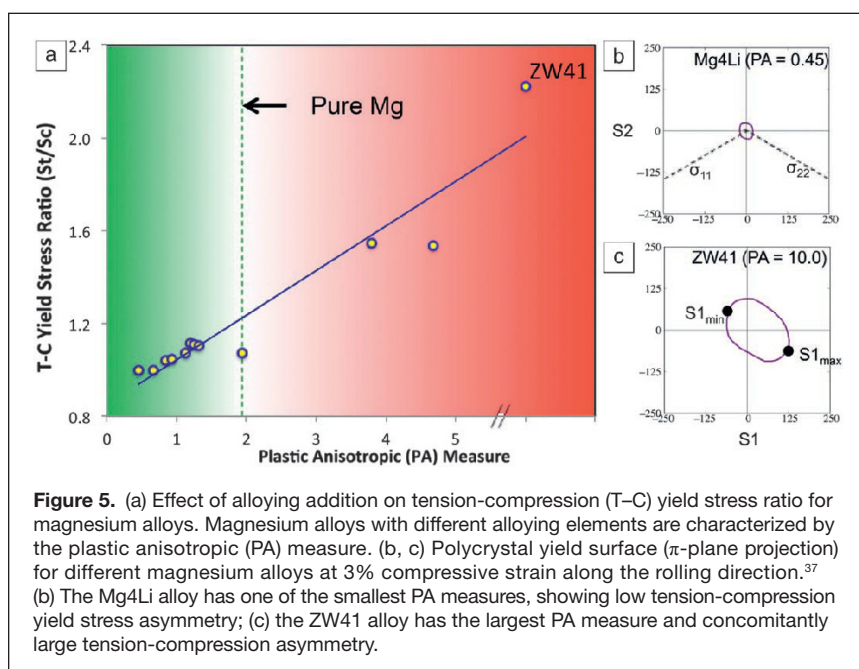 a
2.4
2.0
1.6
1.2
0.8
T-C Yield Stress Ratio (St/Sc)
ZW41
Pure Mg
0 1 2 3 4 5
Plastic Anisotropic (PA) Measure
b
Mg4Li (PA = 0.45)
250
125
0
−125
−250
S2
σ11
σ22
−250 −125 0 125 250
c
ZW41 (PA = 10.0)
250
125
0
−125
−250
S1min
S1max
−250 −125 0 125 250
S1
Figure 5. (a) Effect of alloying addition on tension-compression (T–C) yield stress ratio for
magnesium alloys. Magnesium alloys with different alloying elements are characterized by
the plastic anisotropic (PA) measure. (b, c) Polycrystal yield surface (π-plane projection)
for different magnesium alloys at 3% compressive strain along the rolling direction.37
(b) The Mg4Li alloy has one of the smallest PA measures, showing low tension-compression
yield stress asymmetry; (c) the ZW41 alloy has the largest PA measure and concomitantly
large tension-compression asymmetry.